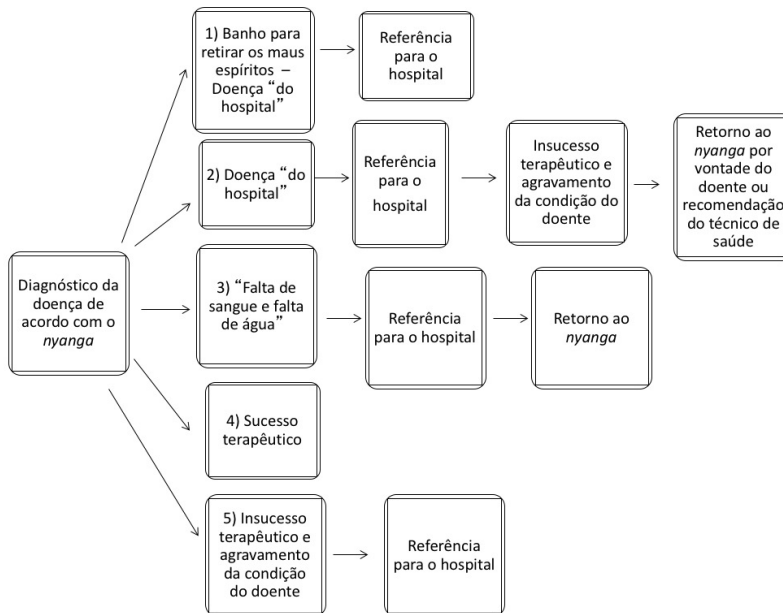 1) Banho para
retirar os maus
espíritos –
Doença “do
hospital”
Referência
para o
hospital
2) Doença “do
hospital”
Referência
para o
hospital
Insucesso
terapêutico e
agravamento
da condição do
doente
Retorno ao
nyanga por
vontade do
doente ou
recomendação
do técnico de
saúde
Diagnóstico da
doença de
acordo com o
nyanga
3) “Falta de
sangue e falta
de água”
Referência
para o hospital
Retorno ao
nyanga
4) Sucesso
terapêutico
5) Insucesso
terapêutico e
agravamento
da condição
do doente
Referência
para o hospital